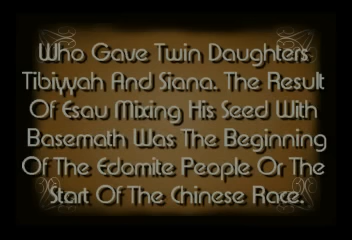 Who Gave Twin Daughters
Tibiyyah And Siana. The Result
Of Esau Mixing His Seed With
Basemath Was The Beginning
Of The Edomite People Or The
Start Of The Chinese Race.